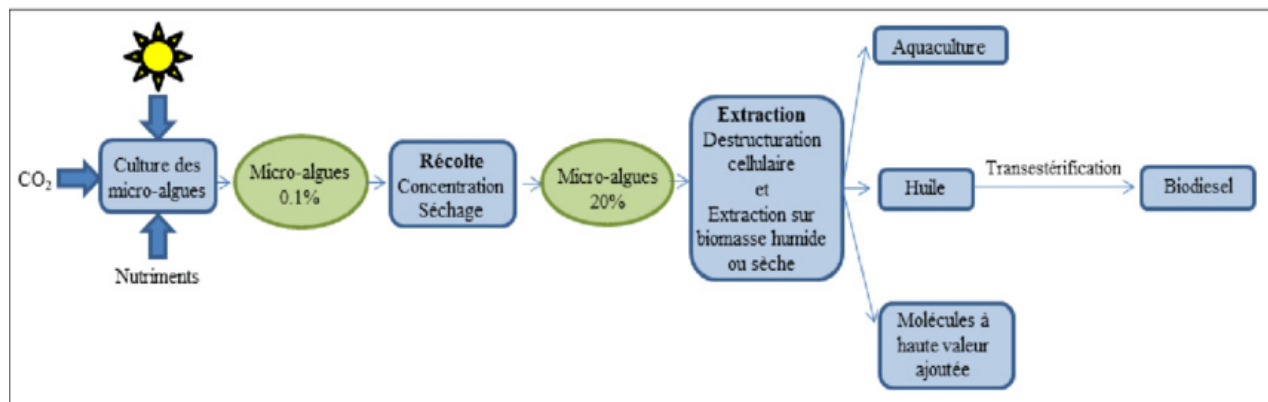 CO₂
Culture des
micro-algues
Nutriments
Micro-algues
0.1%
Récolte
Concentration
Séchage
Micro-algues
20%
Extraction
Destructuration
cellulaire
et
Extraction sur
biomasse humide
ou sèche
Aquaculture
Huile
Transestérification
Biodiesel
Molécules à
haute valeur
ajoutée